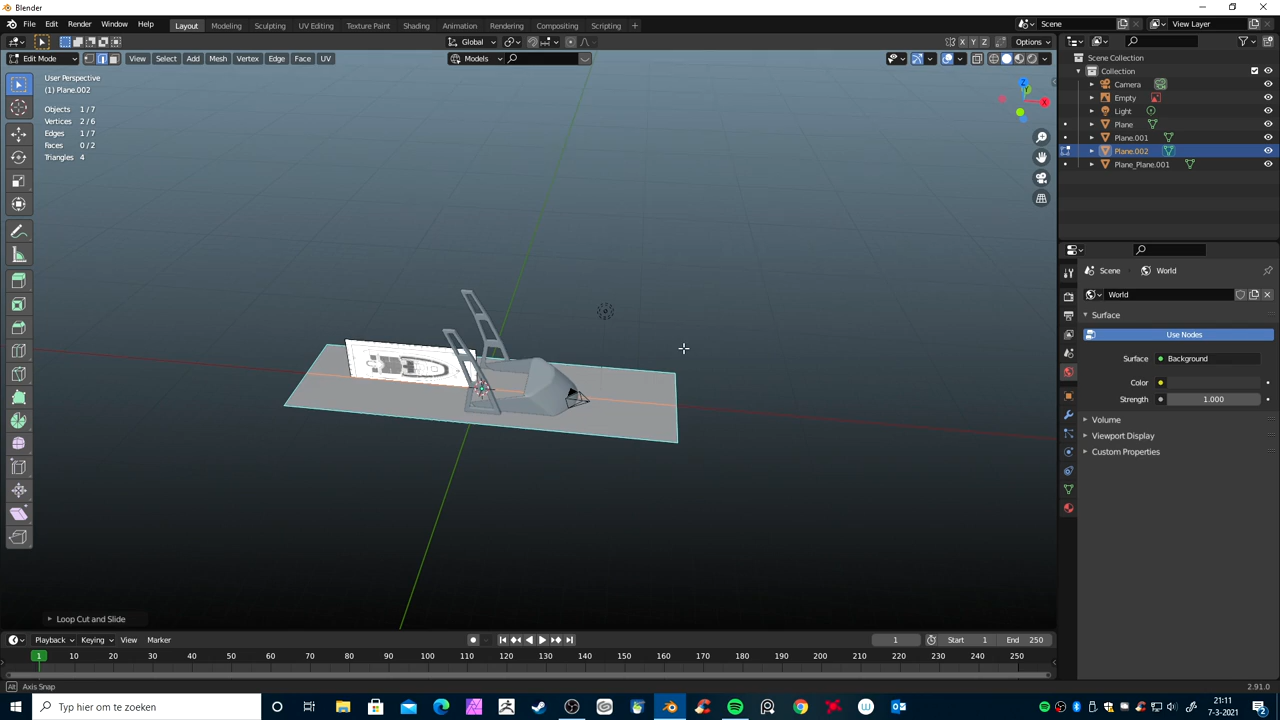 Blender
File Edit Render Window Help
Layout Modeling Sculpting UV Editing Texture Paint Shading Animation Rendering Compositing Scripting +
Scene View Layer
Global X Y Z Options
Edit Mode View Select Add Mesh Vertex Edge Face UV Models
User Perspective
(1) Plane.002
Objects 1 / 7
Vertices 2 / 6
Edges 1 / 7
Faces 0 / 2
Triangles 4
Z X
Loop Cut and Slide
Scene Collection
Collection
Camera
Empty
Light
Plane
Plane.001
Plane.002
Plane_Plane.001
Scene World
World
Surface
Use Nodes
Surface Background
Color
Strength 1.000
Volume
Viewport Display
Custom Properties
Playback Keying View Marker 1 Start 1 End 250
1 10 20 30 40 50 60 70 80 90 100 110 120 130 140 150 160 170 180 190 200 210 220 230 240 250
Alt Axis Snap 2.91.0
Typ hier om te zoeken
21:11
7-3-2021